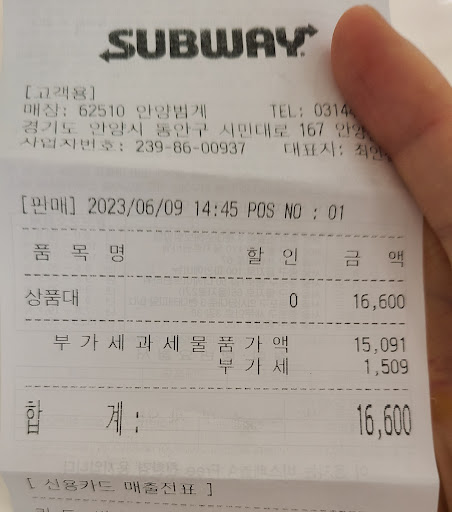 SUBWAY
[고객용]
매장: 62510 안양범계 TEL: 0314
경기도 안양시 동안구 시민대로 167 안양
사업자번호: 239-86-00937 대표자: 최
[판매] 2023/06/09 14:45 POS NO : 01
품 목 명 할 인 금 액
상품대 0 16,600
부가세과세물품가액 15,091
부가세 1,509
합 계: 16,600
[ 신용카드 매출전표 ]